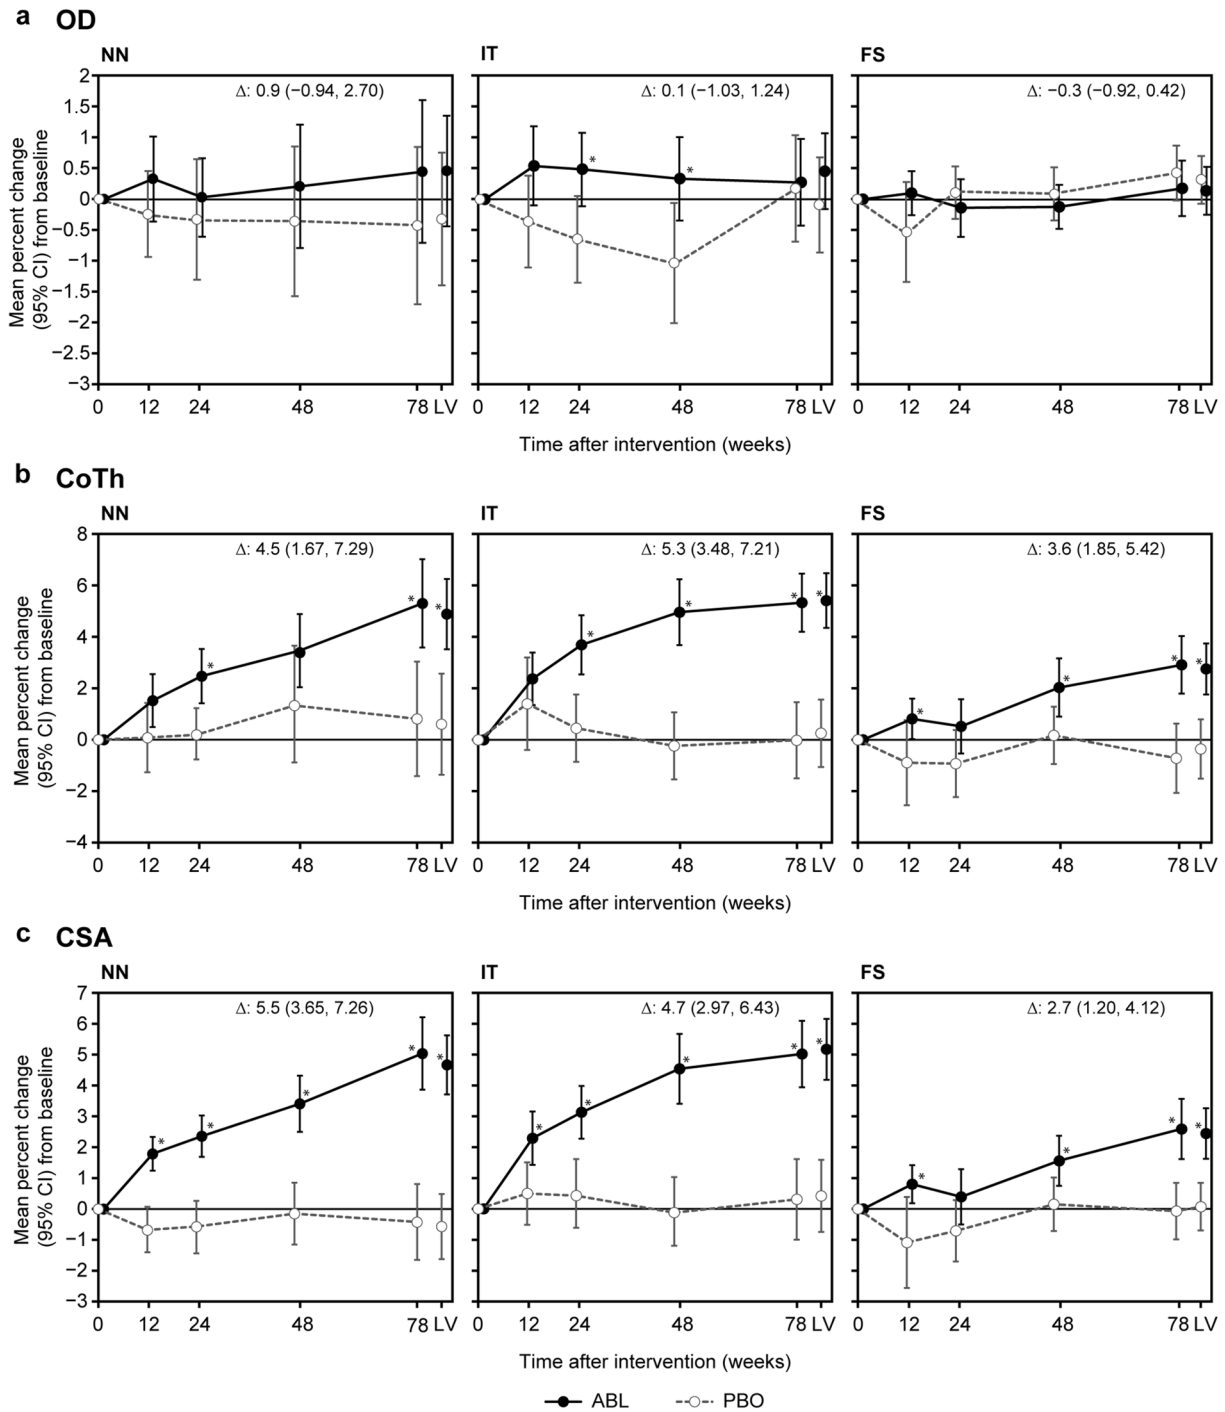 a OD
NN IT FS
Δ: 0.9 (−0.94, 2.70) Δ: 0.1 (−1.03, 1.24) Δ: −0.3 (−0.92, 0.42)
Mean percent change
(95% CI) from baseline
2
1.5
1
0.5
0
−0.5
−1
−1.5
−2
−2.5
−3
* *
0 12 24 48 78 LV 0 12 24 48 78 LV 0 12 24 48 78 LV
Time after intervention (weeks)
b CoTh
NN IT FS
Δ: 4.5 (1.67, 7.29) Δ: 5.3 (3.48, 7.21) Δ: 3.6 (1.85, 5.42)
Mean percent change
(95% CI) from baseline
8
6
4
2
0
−2
−4
* * * * * * * * * * *
0 12 24 48 78 LV 0 12 24 48 78 LV 0 12 24 48 78 LV
Time after intervention (weeks)
c CSA
NN IT FS
Δ: 5.5 (3.65, 7.26) Δ: 4.7 (2.97, 6.43) Δ: 2.7 (1.20, 4.12)
Mean percent change
(95% CI) from baseline
7
6
5
4
3
2
1
0
−1
−2
−3
* * * * * * * * * * * * * *
0 12 24 48 78 LV 0 12 24 48 78 LV 0 12 24 48 78 LV
Time after intervention (weeks)
ABL PBO